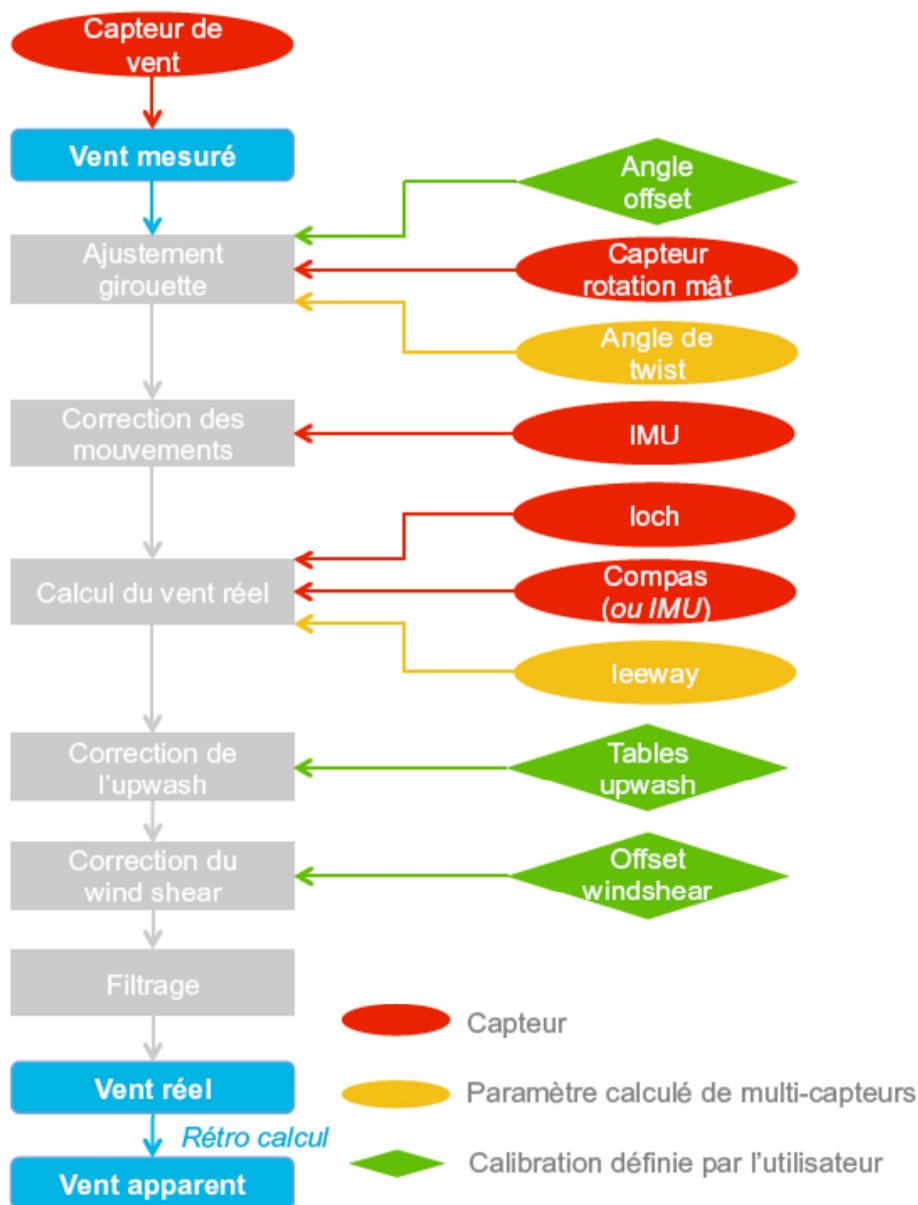 Capteur de
vent
Vent mesuré
Angle
offset
Ajustement
girouette
Capteur
rotation mât
Angle de
twist
Correction des
mouvements
IMU
loch
Calcul du vent réel
Compas
(ou IMU)
leeway
Correction de
l'upwash
Tables
upwash
Correction du
wind shear
Offset
windshear
Filtrage
Capteur
Vent réel
Paramètre calculé de multi-capteurs
Rétro calcul
Calibration définie par l'utilisateur
Vent apparent